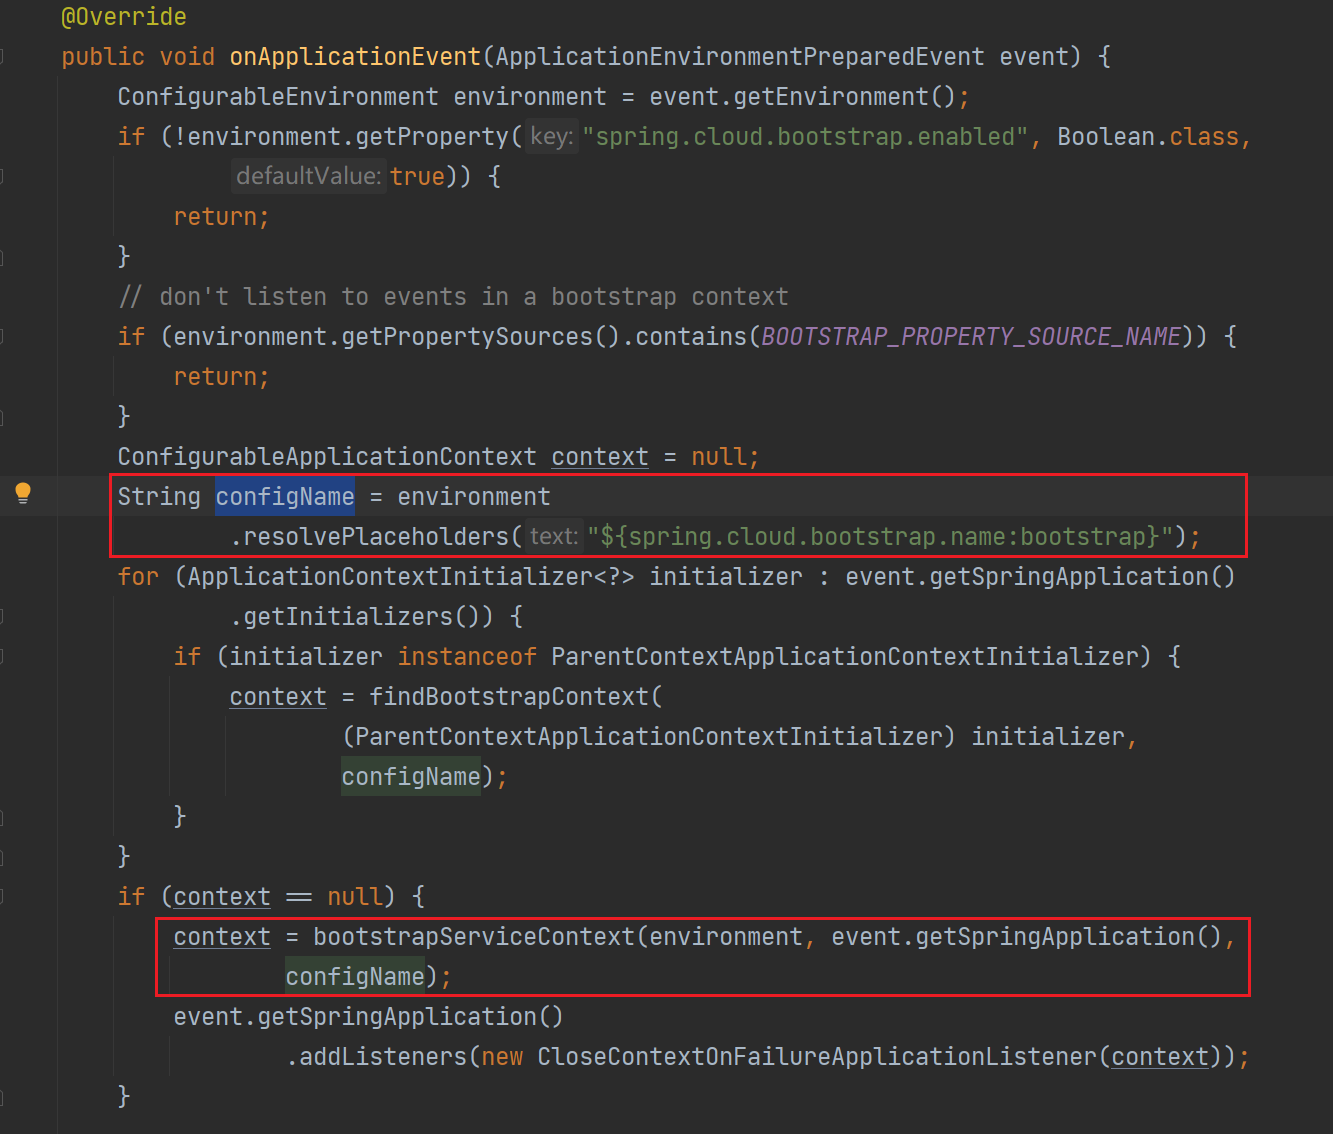 @Override
public void onApplicationEvent(ApplicationEnvironmentPreparedEvent event) {
ConfigurableEnvironment environment = event.getEnvironment();
if (!environment.getProperty( key: "spring.cloud.bootstrap.enabled", Boolean.class,
defaultValue: true)) {
return;
}
// don't listen to events in a bootstrap context
if (environment.getPropertySources().contains(BOOTSTRAP_PROPERTY_SOURCE_NAME)) {
return;
}
ConfigurableApplicationContext context = null;
String configName = environment
.resolvePlaceholders( text: "${spring.cloud.bootstrap.name:bootstrap}");
for (ApplicationContextInitializer<?> initializer : event.getSpringApplication()
.getInitializers()) {
if (initializer instanceof ParentContextApplicationContextInitializer) {
context = findBootstrapContext(
(ParentContextApplicationContextInitializer) initializer,
configName);
}
}
if (context == null) {
context = bootstrapServiceContext(environment, event.getSpringApplication(),
configName);
event.getSpringApplication()
.addListeners(new CloseContextOnFailureApplicationListener(context));
}